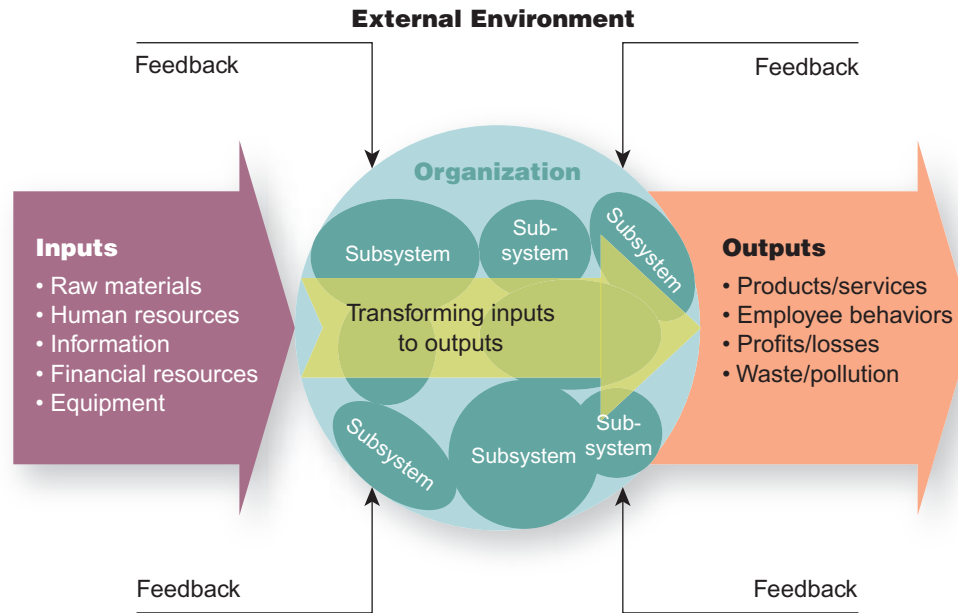 External Environment
Feedback
Feedback
Organization
Inputs
• Raw materials
• Human resources
• Information
• Financial resources
• Equipment
Subsystem
Sub-
system
Subsystem
Transforming inputs
to outputs
Subsystem
Subsystem
Sub-
system
Outputs
• Products/services
• Employee behaviors
• Profits/losses
• Waste/pollution
Feedback
Feedback